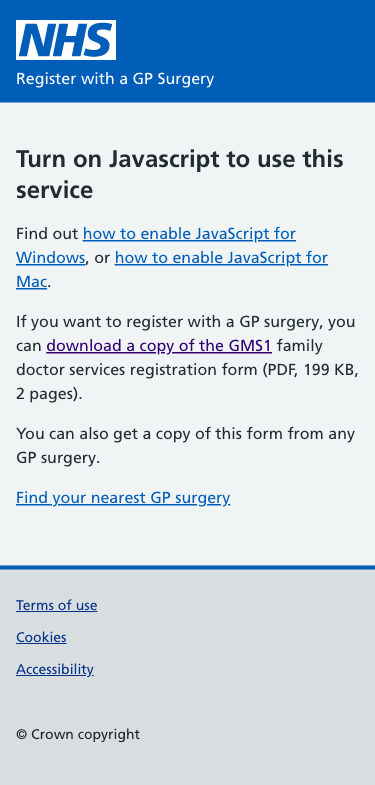 NHS
Register with a GP Surgery
Turn on Javascript to use this
service
Find out how to enable JavaScript for
Windows, or how to enable JavaScript for
Mac.
If you want to register with a GP surgery, you
can download a copy of the GMS1 family
doctor services registration form (PDF, 199 KB,
2 pages).
You can also get a copy of this form from any
GP surgery.
Find your nearest GP surgery
Terms of use
Cookies
Accessibility
© Crown copyright